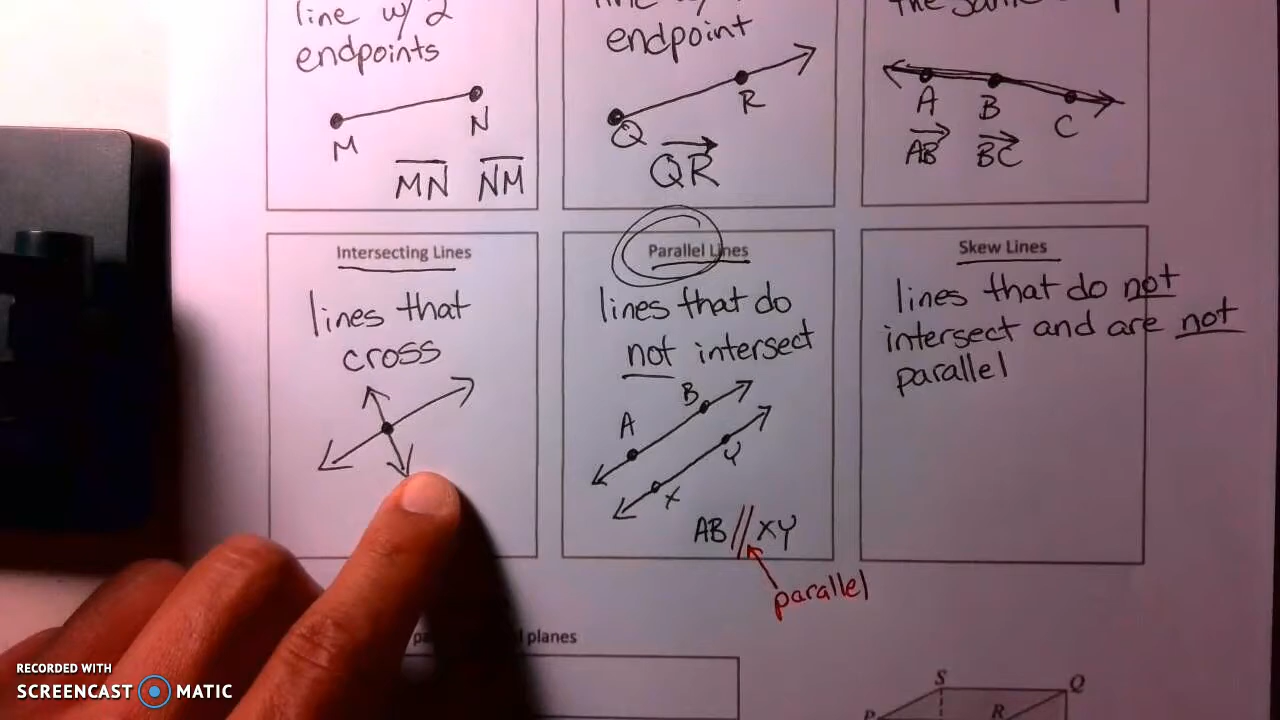 line w/ 2
endpoints
M
N
MN NM
endpoint
Q
R
QR
the same
A
B
C
AB BC
Intersecting Lines
lines that
cross
Parallel Lines
lines that do
not intersect
A
B
X
Y
AB // XY
parallel
Skew Lines
lines that do not
intersect and are not
parallel
planes
S
Q
P
R
RECORDED WITH
SCREENCAST MATIC